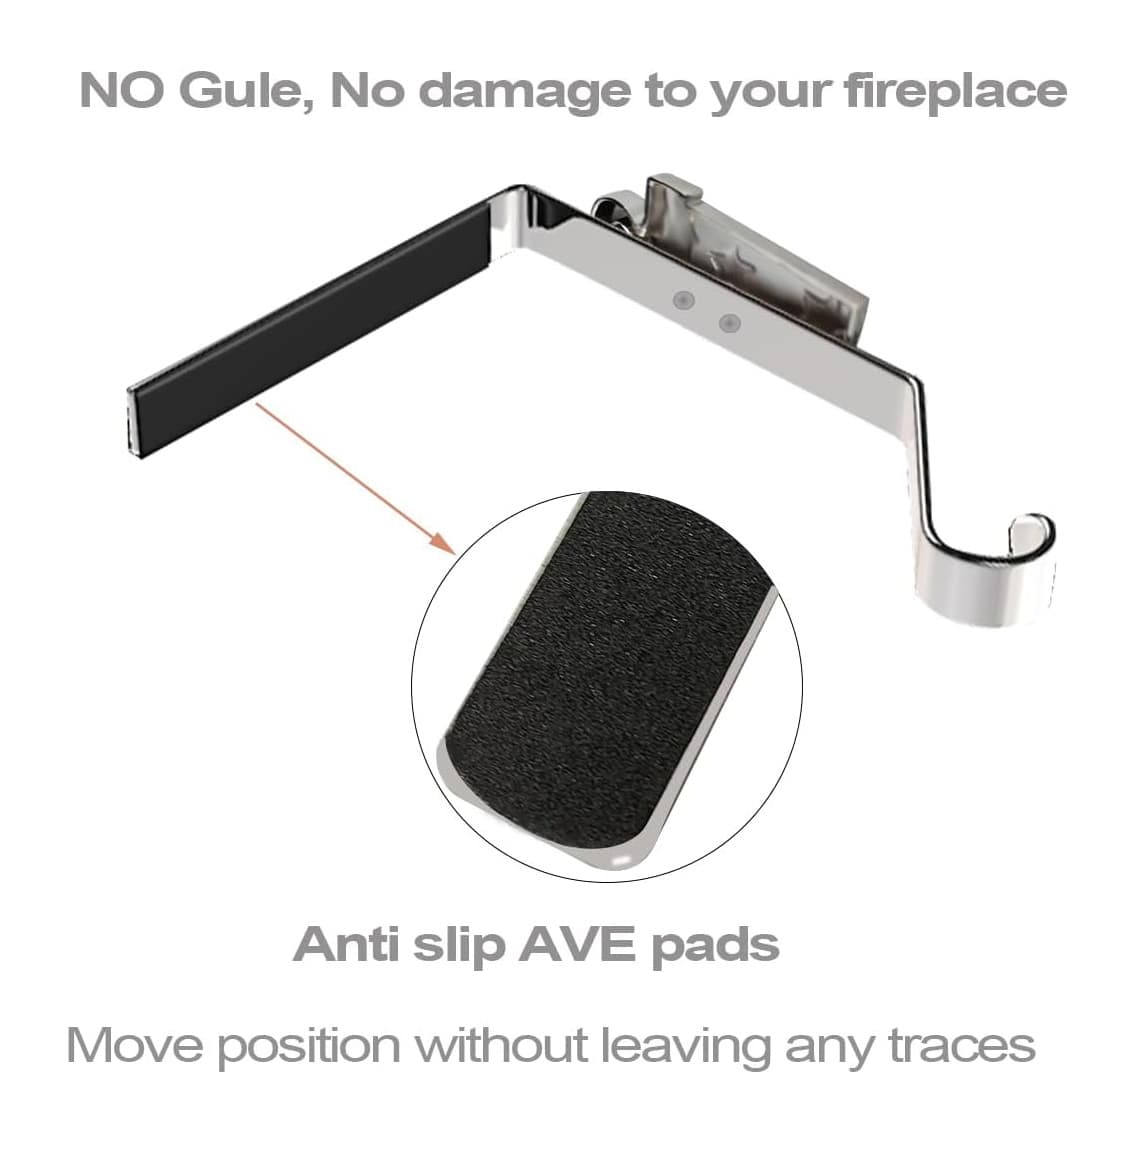 NO Gule, No damage to your fireplace
Anti slip AVE pads
Move position without leaving any traces